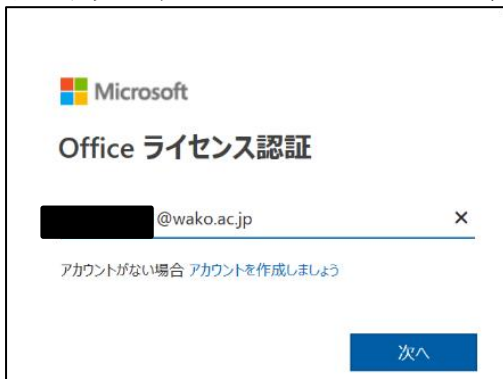 Microsoft
Office ライセンス認証
@wako.ac.jp ×
アカウントがない場合 アカウントを作成しましょう
次へ